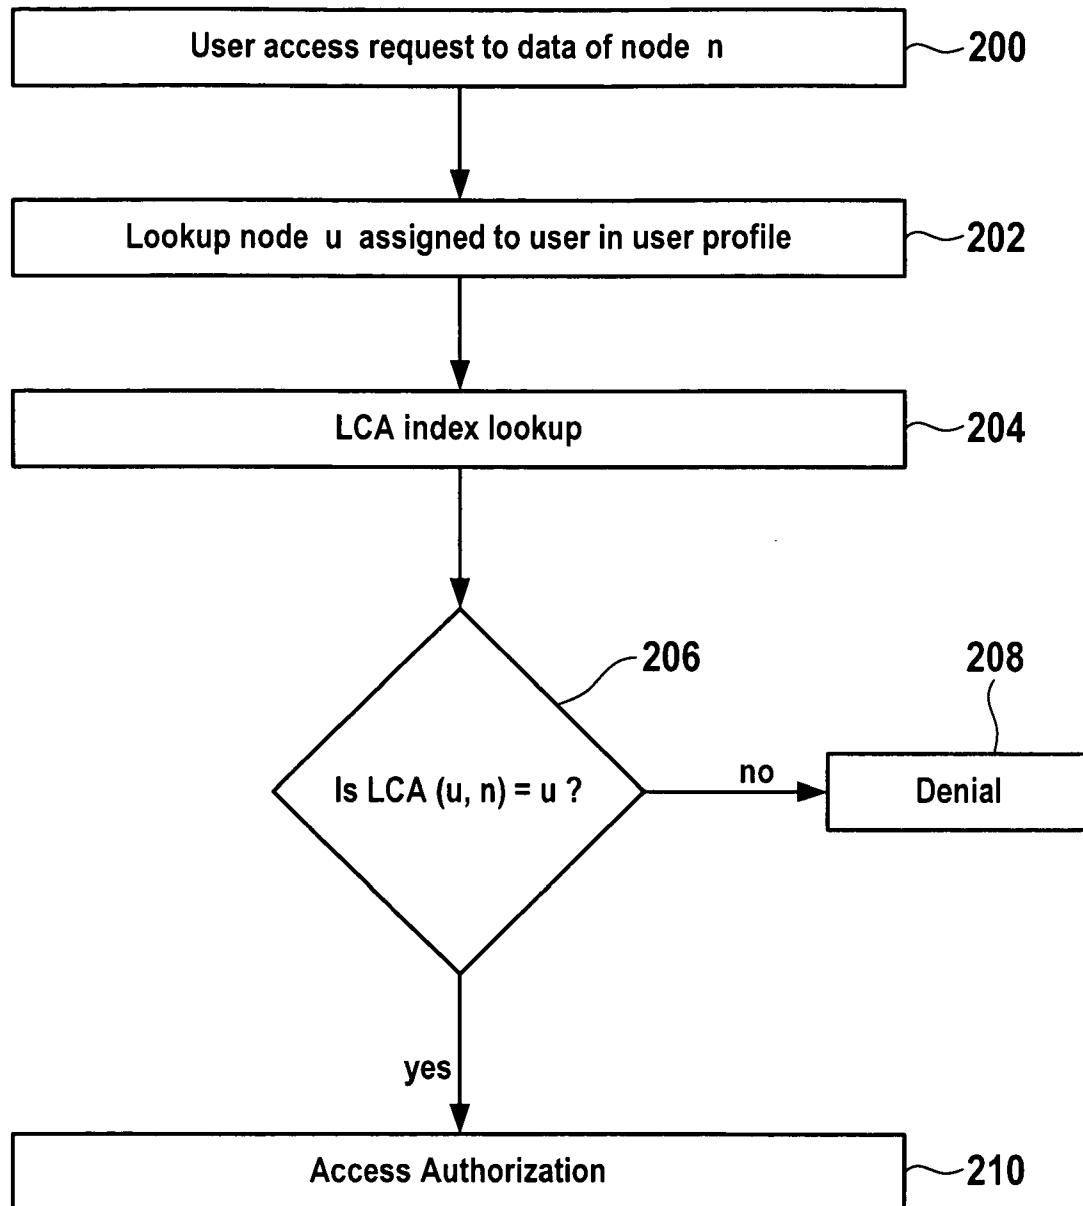 User access request to data of node n
200
Lookup node u assigned to user in user profile
202
LCA index lookup
204
206
208
Is LCA (u, n) = u ?
no
Denial
yes
Access Authorization
210